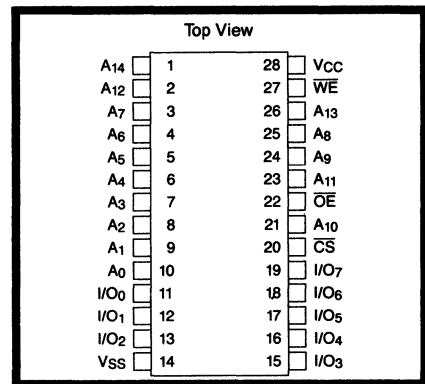 Top View
A14 1 28 VCC
A12 2 27 WE
A7 3 26 A13
A6 4 25 A8
A5 5 24 A9
A4 6 23 A11
A3 7 22 OE
A2 8 21 A10
A1 9 20 CS
A0 10 19 I/O7
I/O0 11 18 I/O6
I/O1 12 17 I/O5
I/O2 13 16 I/O4
VSS 14 15 I/O3